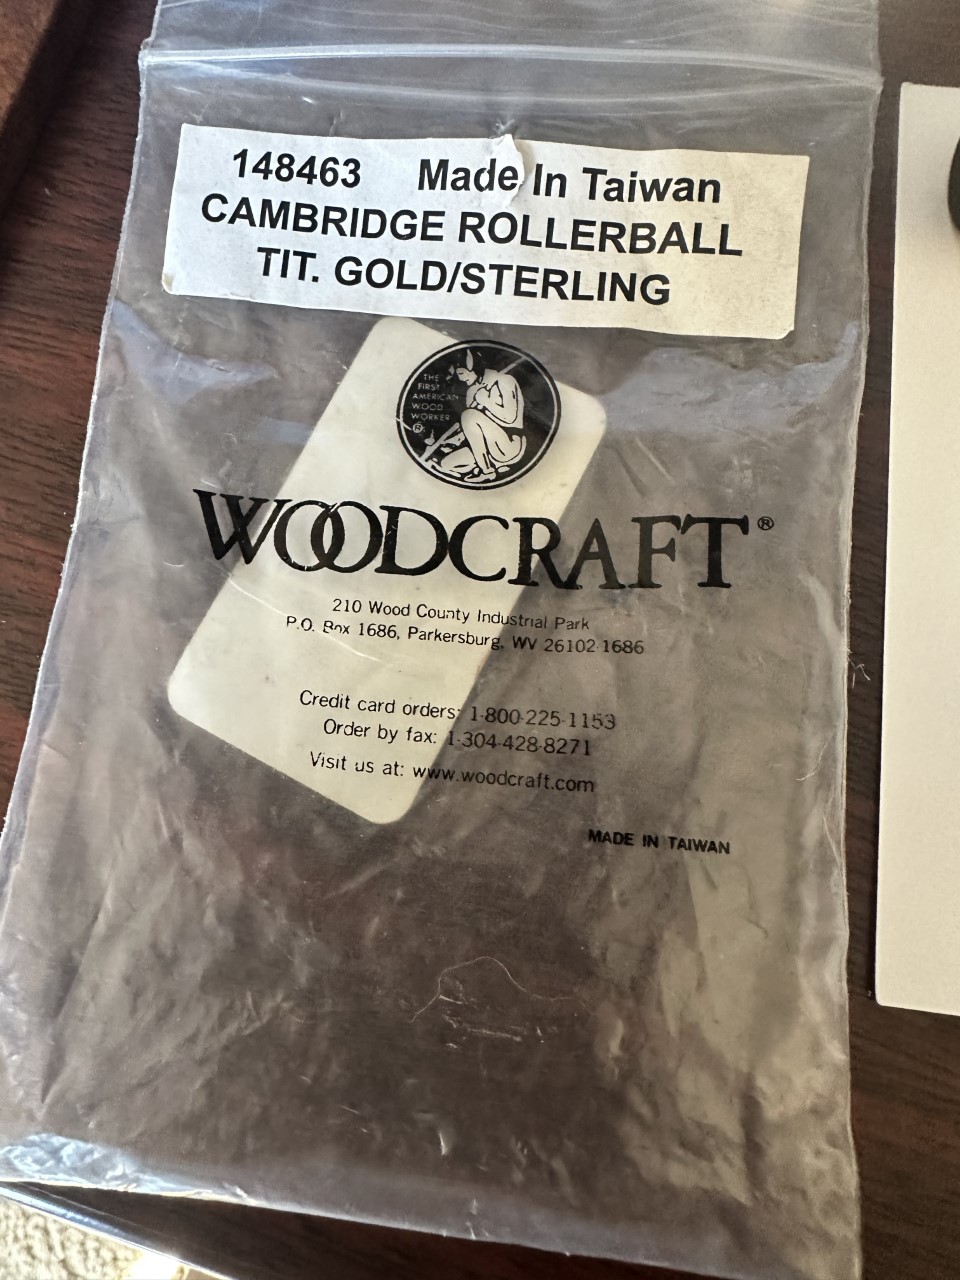 148463 Made In Taiwan
CAMBRIDGE ROLLERBALL
TIT. GOLD/STERLING
THE
FIRST
AMERICAN
WOOD
WORKER
®
WOODCRAFT®
210 Wood County Industrial Park
P.O. Box 1686, Parkersburg, WV 26102-1686
Credit card orders: 1-800-225-1153
Order by fax: 1-304-428-8271
Visit us at: www.woodcraft.com
MADE IN TAIWAN